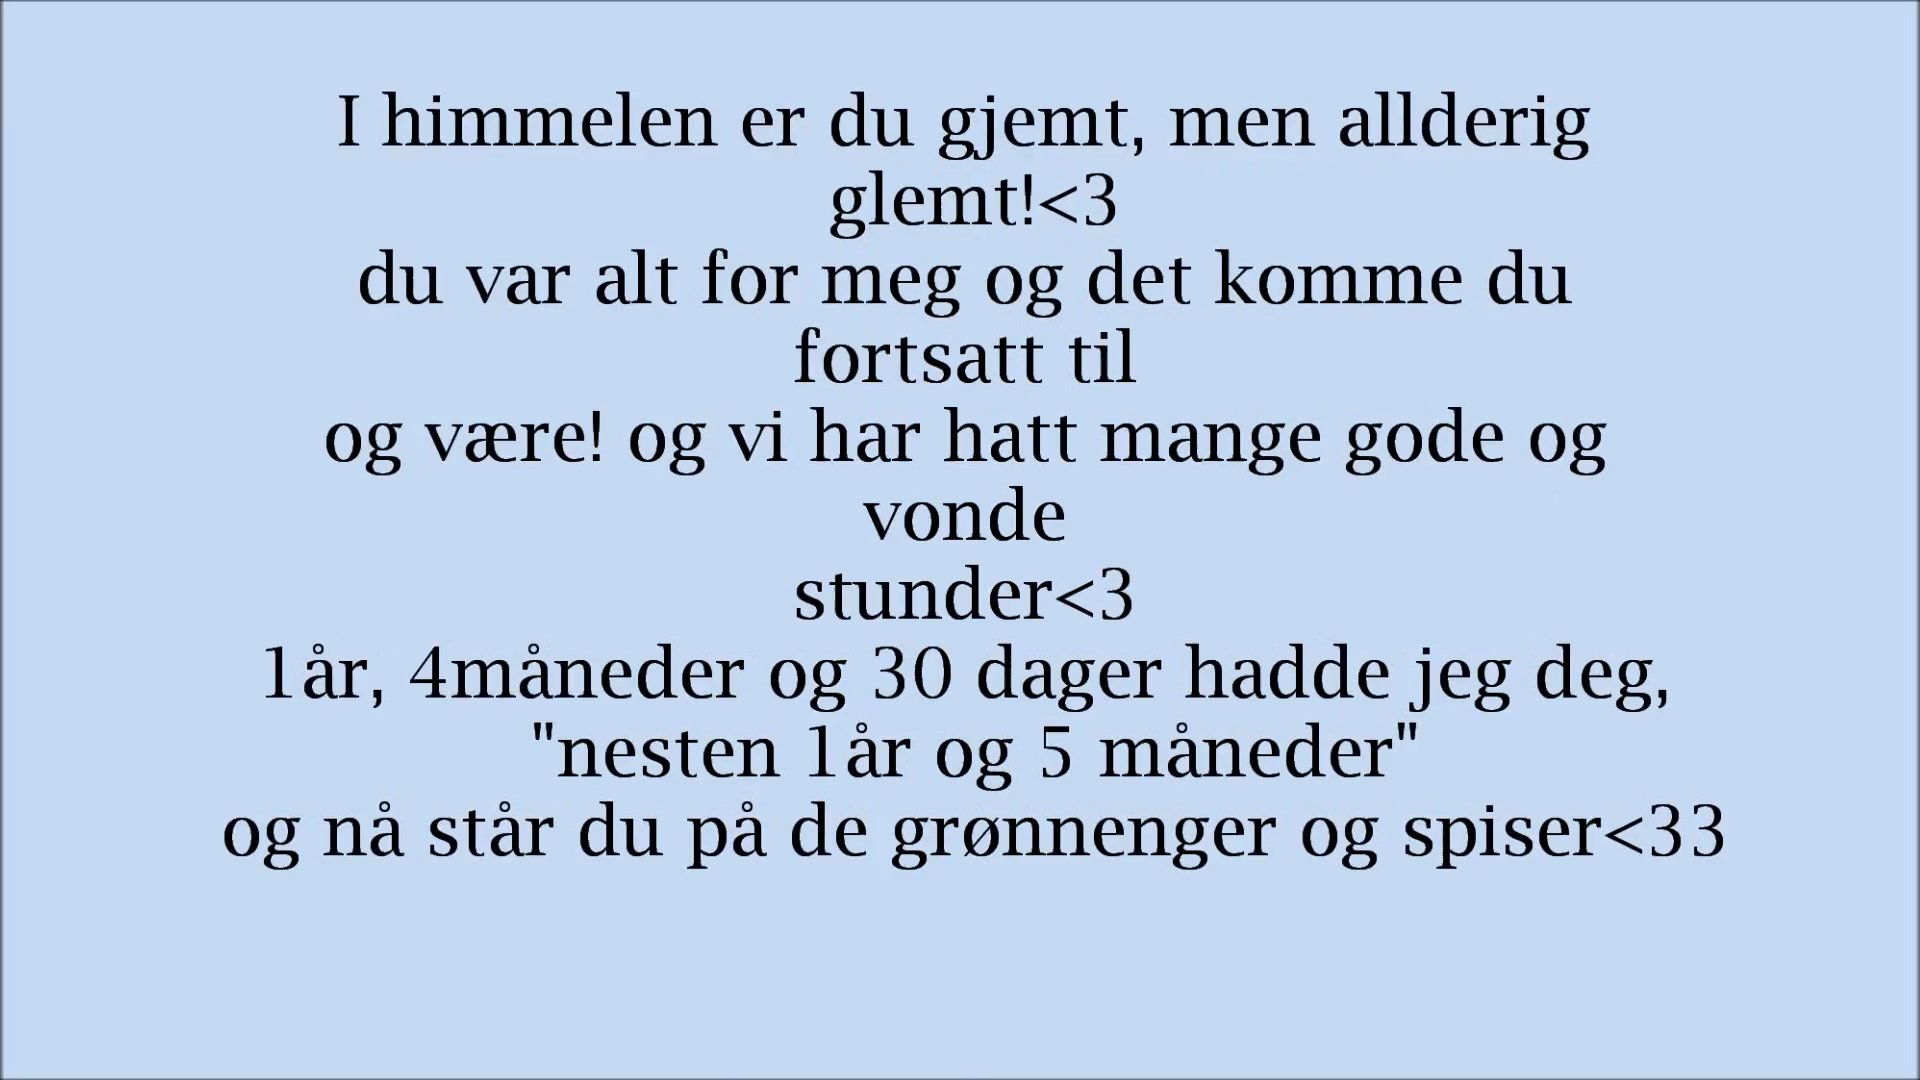 I himmelen er du gjemt, men allderig
glemt!<3
du var alt for meg og det komme du
fortsatt til
og være! og vi har hatt mange gode og
vonde
stunder<3
1år, 4måneder og 30 dager hadde jeg deg,
"nesten 1år og 5 måneder"
og nå står du på de grønnenger og spiser<33